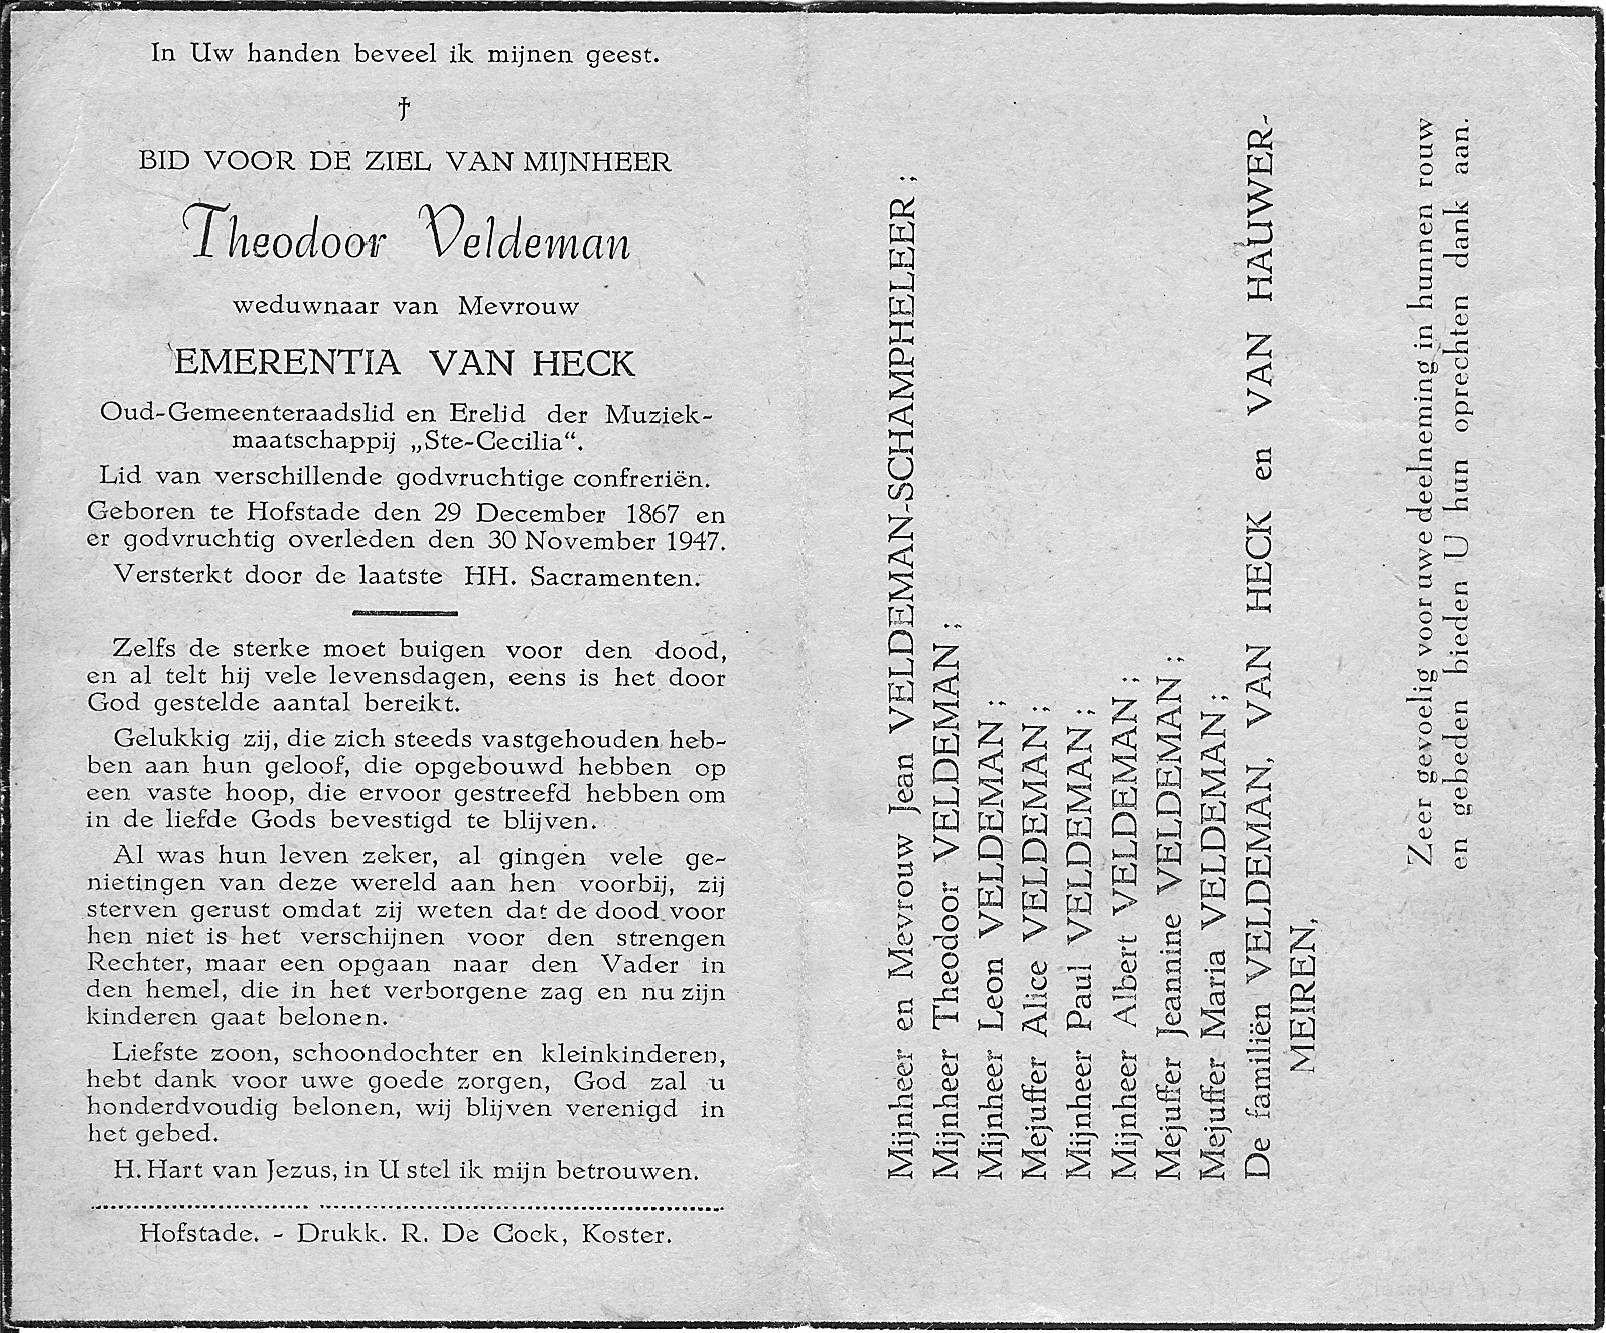 In Uw handen beveel ik mijnen geest.
†
BID VOOR DE ZIEL VAN MIJNHEER
Theodoor Veldeman
weduwnaar van Mevrouw
EMERENTIA VAN HECK
Oud-Gemeenteraadslid en Erelid der Muziek-
maatschappij „Ste-Cecilia“.
Lid van verschillende godvruchtige confreriën.
Geboren te Hofstade den 29 December 1867 en
er godvruchtig overleden den 30 November 1947.
Versterkt door de laatste HH. Sacramenten.
Zelfs de sterke moet buigen voor den dood,
en al telt hij vele levensdagen, eens is het door
God gestelde aantal bereikt.
Gelukkig zij, die zich steeds vastgehouden heb-
ben aan hun geloof, die opgebouwd hebben op
een vaste hoop, die ervoor gestreefd hebben om
in de liefde Gods bevestigd te blijven.
Al was hun leven zeker, al gingen vele ge-
nietingen van deze wereld aan hen voorbij, zij
sterven gerust omdat zij weten dat de dood voor
hen niet is het verschijnen voor den strengen
Rechter, maar een opgaan naar den Vader in
den hemel, die in het verborgene zag en nu zijn
kinderen gaat belonen.
Liefste zoon, schoondochter en kleinkinderen,
hebt dank voor uwe goede zorgen, God zal u
honderdvoudig belonen, wij blijven verenigd in
het gebed.
H. Hart van Jezus, in U stel ik mijn betrouwen.
Hofstade. - Drukk. R. De Cock, Koster.
Mijnheer en Mevrouw Jean VELDEMAN-SCHAMPHELEER ;
Mijnheer Theodoor VELDEMAN ;
Mijnheer Leon VELDEMAN ;
Mejuffer Alice VELDEMAN ;
Mijnheer Paul VELDEMAN ;
Mijnheer Albert VELDEMAN ;
Mejuffer Jeannine VELDEMAN ;
Mejuffer Maria VELDEMAN ;
De familiën VELDEMAN, VAN HECK en VAN HAUWER-
MEIREN,
Zeer gevoelig voor uwe deelneming in hunnen rouw
en gebeden bieden U hun oprechten dank aan.